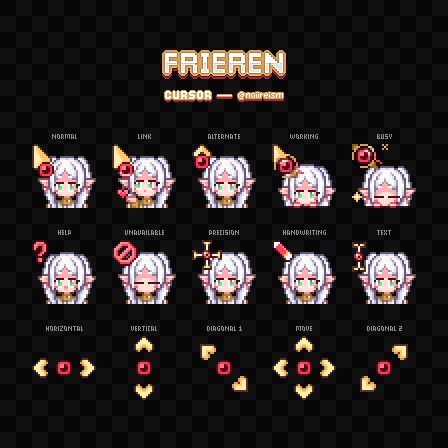 FRIEREN
CURSOR — @noiireism
NORMAL
LINK
ALTERNATE
WORKING
BUSY
HELP
UNAVAILABLE
PRECISION
HANDWRITING
TEXT
HORIZONTAL
VERTICAL
DIAGONAL 1
MOVE
DIAGONAL 2